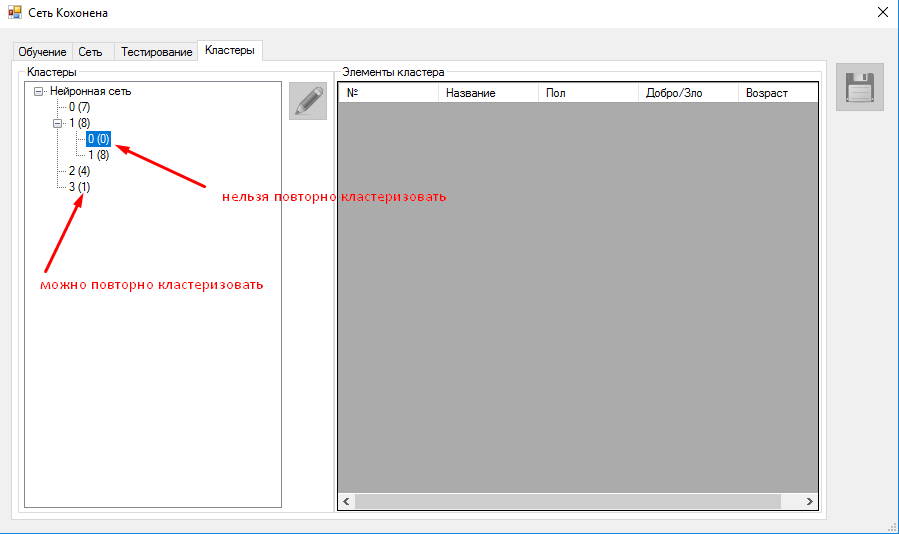 Сеть Кохонена
Обучение Сеть Тестирование Кластеры
Кластеры
Нейронная сеть
0 (7)
1 (8)
0 (0)
1 (8)
2 (4)
3 (1)
Элементы кластера
№ Название Пол Добро/Зло Возраст
нельзя повторно кластеризовать
можно повторно кластеризовать